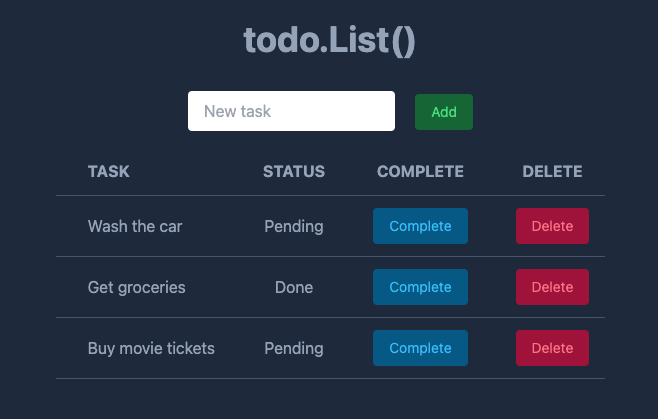 todo.List()
New task Add
TASK STATUS COMPLETE DELETE
Wash the car Pending Complete Delete
Get groceries Done Complete Delete
Buy movie tickets Pending Complete Delete